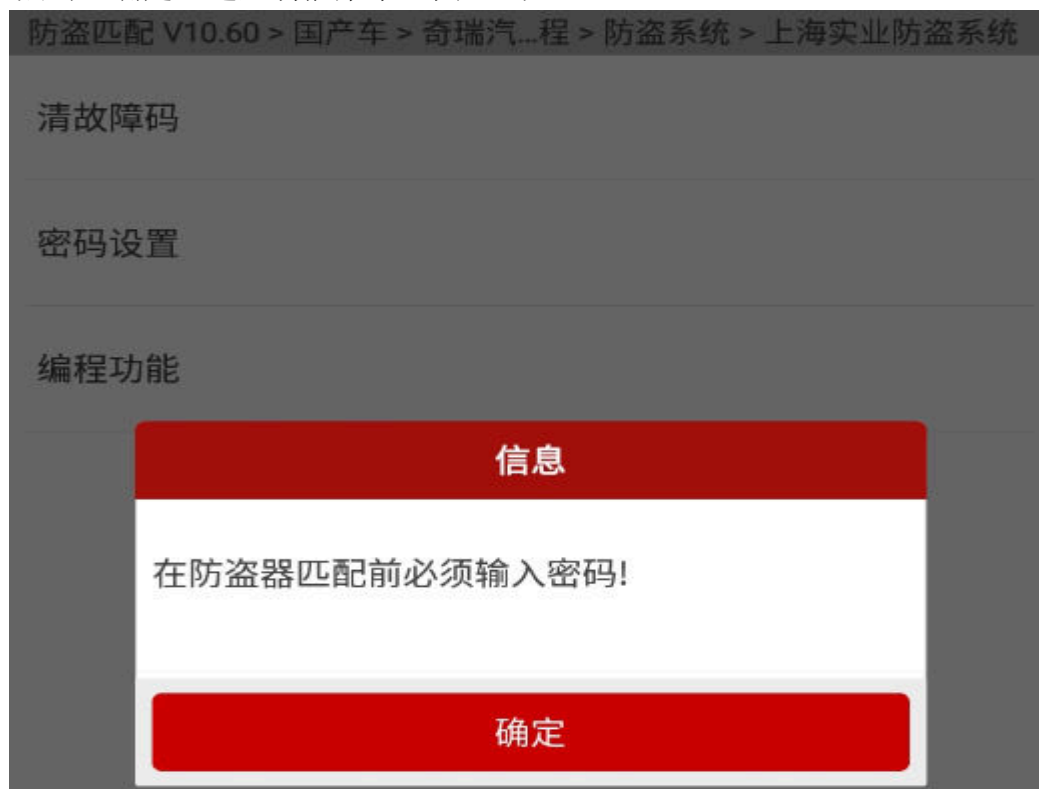 防盗匹配 V10.60 > 国产车 > 奇瑞汽...程 > 防盗系统 > 上海实业防盗系统
清故障码
密码设置
编程功能
信息
在防盗器匹配前必须输入密码!
确定